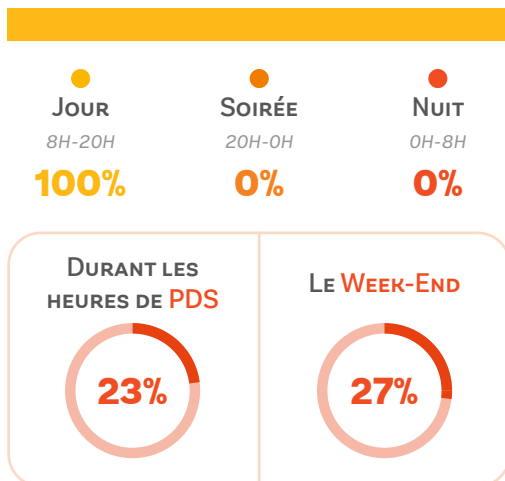 Jour
Soirée
Nuit
8H-20H
20H-0H
0H-8H
100%
0%
0%
Durant les
heures de PDS
Le Week-End
23%
27%